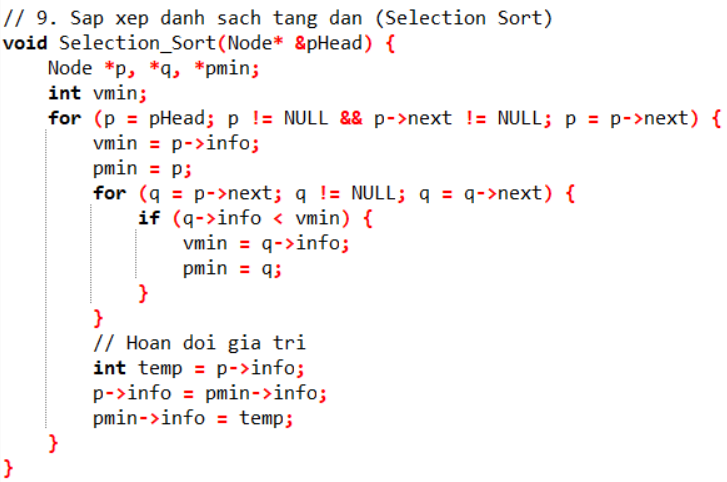 // 9. Sap xep danh sach tang dan (Selection Sort)
void Selection_Sort(Node* &pHead) {
    Node *p, *q, *pmin;
    int vmin;
    for (p = pHead; p != NULL && p->next != NULL; p = p->next) {
        vmin = p->info;
        pmin = p;
        for (q = p->next; q != NULL; q = q->next) {
            if (q->info < vmin) {
                vmin = q->info;
                pmin = q;
            }
        }
        // Hoan doi gia tri
        int temp = p->info;
        p->info = pmin->info;
        pmin->info = temp;
    }
}